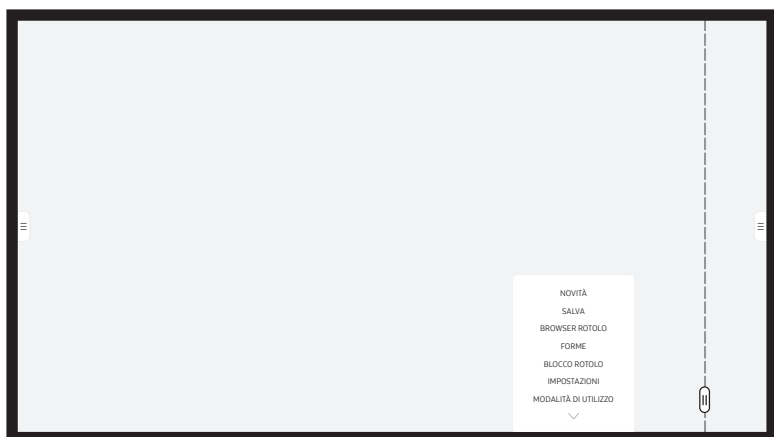 NOVITÀ
SALVA
BROWSER ROTOLO
FORME
BLOCCO ROTOLO
IMPOSTAZIONI
MODALITÀ DI UTILIZZO